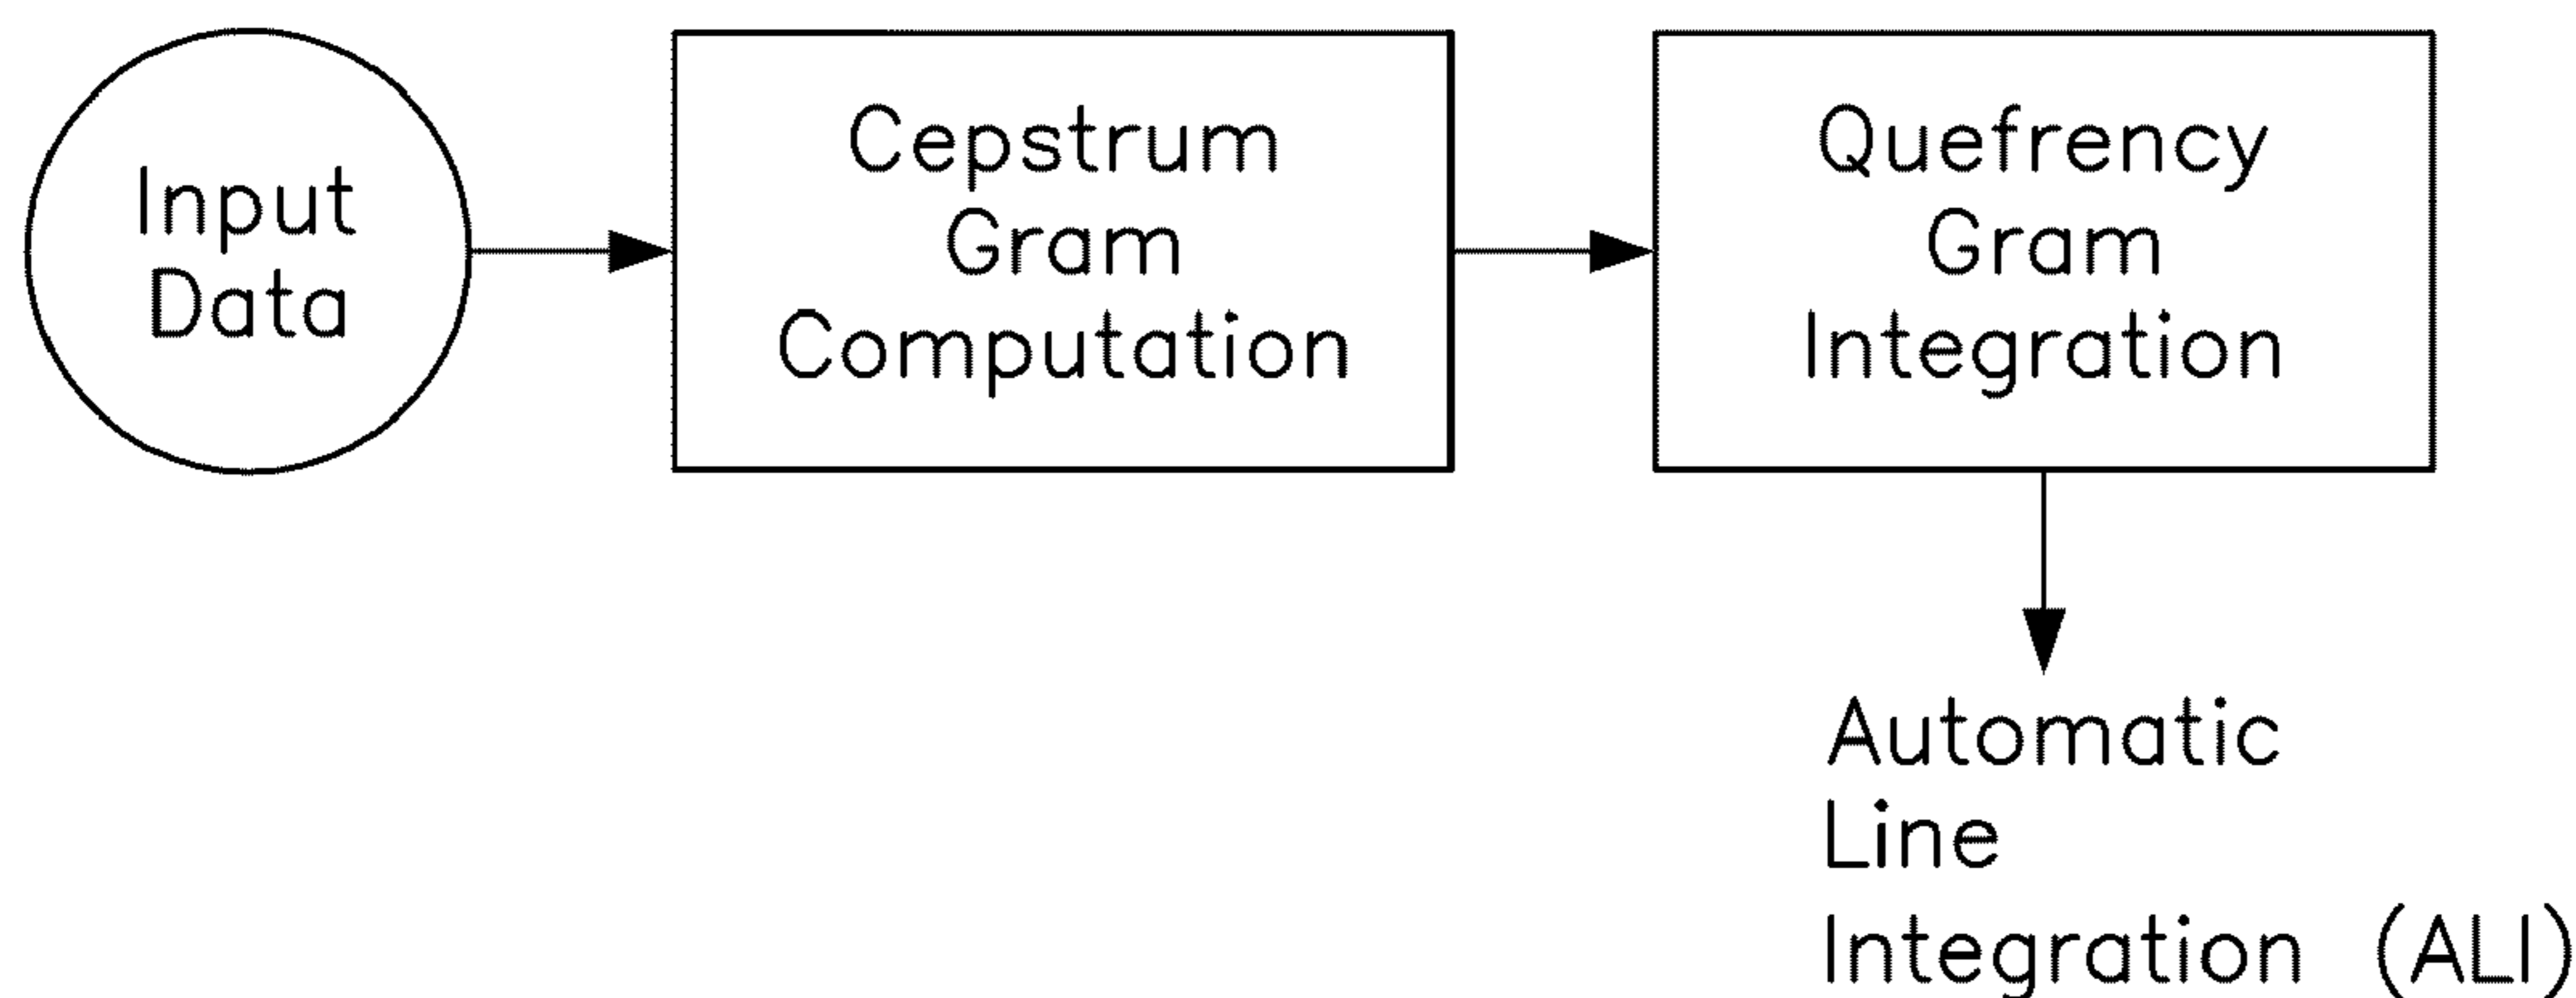 Input
Data
Cepstrum
Gram
Computation
Quefrency
Gram
Integration
Automatic
Line
Integration (ALI)